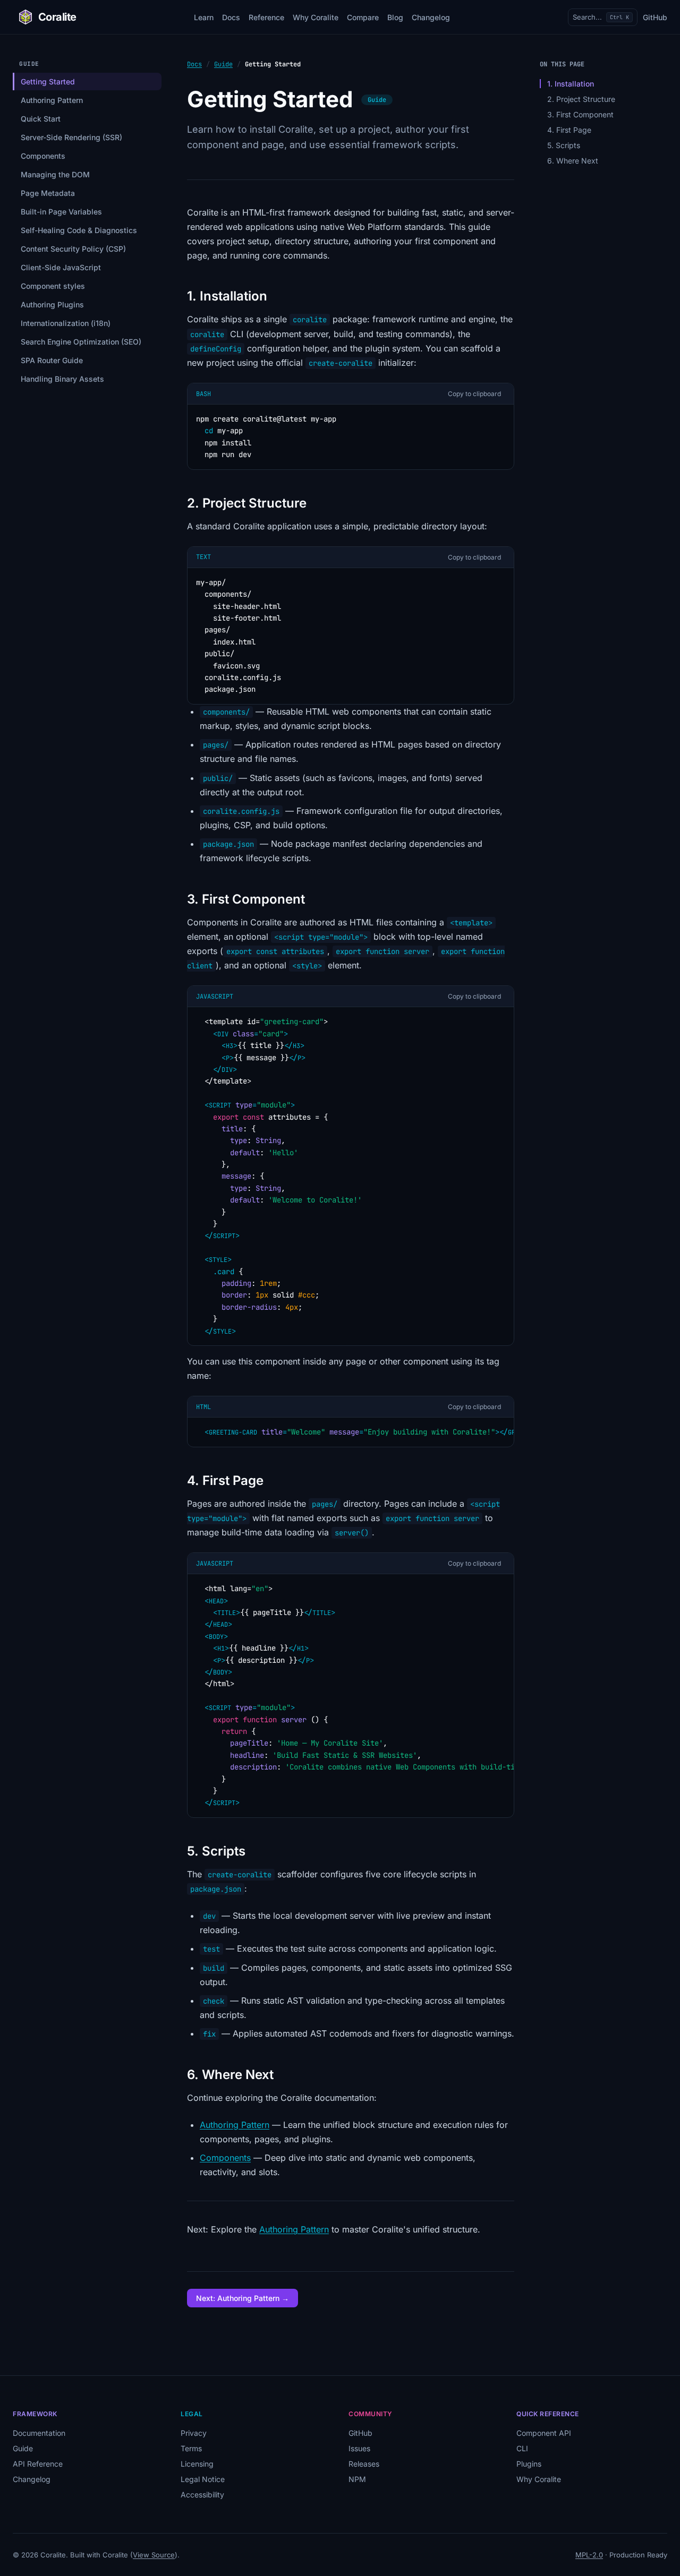 Coralite
Learn Docs Reference Why Coralite Compare Blog Changelog
Search... Ctrl K GitHub
GUIDE
Getting Started
Authoring Pattern
Quick Start
Server-Side Rendering (SSR)
Components
Managing the DOM
Page Metadata
Built-in Page Variables
Self-Healing Code & Diagnostics
Content Security Policy (CSP)
Client-Side JavaScript
Component styles
Authoring Plugins
Internationalization (i18n)
Search Engine Optimization (SEO)
SPA Router Guide
Handling Binary Assets
Docs / Guide / Getting Started
Getting Started Guide
Learn how to install Coralite, set up a project, author your first
component and page, and use essential framework scripts.
Coralite is an HTML-first framework designed for building fast, static, and server-
rendered web applications using native Web Platform standards. This guide
covers project setup, directory structure, authoring your first component and
page, and running core commands.
1. Installation
Coralite ships as a single coralite package: framework runtime and engine, the
coralite CLI (development server, build, and testing commands), the
defineConfig configuration helper, and the plugin system. You can scaffold a
new project using the official create-coralite initializer:
BASH Copy to clipboard
npm create coralite@latest my-app
cd my-app
npm install
npm run dev
2. Project Structure
A standard Coralite application uses a simple, predictable directory layout:
TEXT Copy to clipboard
my-app/
components/
site-header.html
site-footer.html
pages/
index.html
public/
favicon.svg
coralite.config.js
package.json
• components/ — Reusable HTML web components that can contain static
markup, styles, and dynamic script blocks.
• pages/ — Application routes rendered as HTML pages based on directory
structure and file names.
• public/ — Static assets (such as favicons, images, and fonts) served
directly at the output root.
• coralite.config.js — Framework configuration file for output directories,
plugins, CSP, and build options.
• package.json — Node package manifest declaring dependencies and
framework lifecycle scripts.
3. First Component
Components in Coralite are authored as HTML files containing a <template>
element, an optional <script type="module"> block with top-level named
exports ( export const attributes , export function server , export function
client ), and an optional <style> element.
JAVASCRIPT Copy to clipboard
<template id="greeting-card">
<DIV class="card">
<H3>{{ title }}</H3>
<P>{{ message }}</P>
</DIV>
</template>
<SCRIPT type="module">
export const attributes = {
title: {
type: String,
default: 'Hello'
},
message: {
type: String,
default: 'Welcome to Coralite!'
}
}
</SCRIPT>
<STYLE>
.card {
padding: 1rem;
border: 1px solid #ccc;
border-radius: 4px;
}
</STYLE>
You can use this component inside any page or other component using its tag
name:
HTML Copy to clipboard
<GREETING-CARD title="Welcome" message="Enjoy building with Coralite!"></GR
4. First Page
Pages are authored inside the pages/ directory. Pages can include a <script
type="module"> with flat named exports such as export function server to
manage build-time data loading via server() .
JAVASCRIPT Copy to clipboard
<html lang="en">
<HEAD>
<TITLE>{{ pageTitle }}</TITLE>
</HEAD>
<BODY>
<H1>{{ headline }}</H1>
<P>{{ description }}</P>
</BODY>
</html>
<SCRIPT type="module">
export function server () {
return {
pageTitle: 'Home — My Coralite Site',
headline: 'Build Fast Static & SSR Websites',
description: 'Coralite combines native Web Components with build-ti
}
}
</SCRIPT>
5. Scripts
The create-coralite scaffolder configures five core lifecycle scripts in
package.json :
• dev — Starts the local development server with live preview and instant
reloading.
• test — Executes the test suite across components and application logic.
• build — Compiles pages, components, and static assets into optimized SSG
output.
• check — Runs static AST validation and type-checking across all templates
and scripts.
• fix — Applies automated AST codemods and fixers for diagnostic warnings.
6. Where Next
Continue exploring the Coralite documentation:
• Authoring Pattern — Learn the unified block structure and execution rules for
components, pages, and plugins.
• Components — Deep dive into static and dynamic web components,
reactivity, and slots.
Next: Explore the Authoring Pattern to master Coralite's unified structure.
Next: Authoring Pattern →
ON THIS PAGE
1. Installation
2. Project Structure
3. First Component
4. First Page
5. Scripts
6. Where Next
FRAMEWORK
Documentation
Guide
API Reference
Changelog
LEGAL
Privacy
Terms
Licensing
Legal Notice
Accessibility
COMMUNITY
GitHub
Issues
Releases
NPM
QUICK REFERENCE
Component API
CLI
Plugins
Why Coralite
© 2026 Coralite. Built with Coralite (View Source).
MPL-2.0 · Production Ready